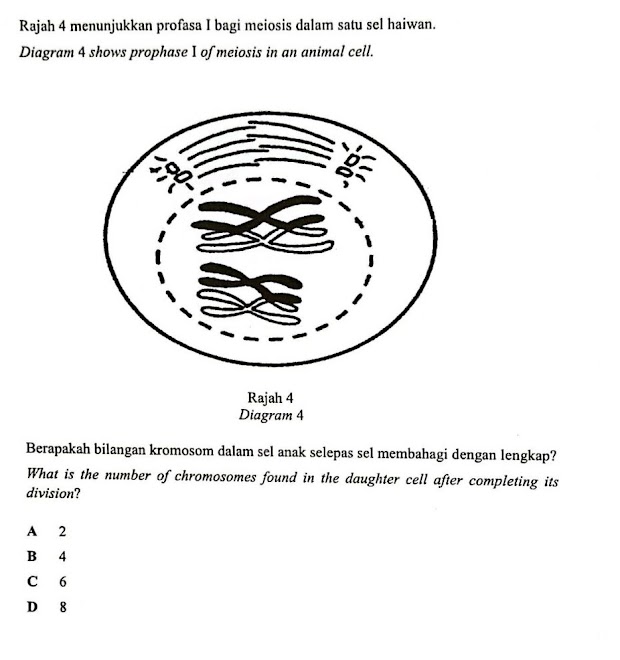 Rajah 4 menunjukkan profasa I bagi meiosis dalam satu sel haiwan.
Diagram 4 shows prophase I of meiosis in an animal cell.
Rajah 4
Diagram 4
Berapakah bilangan kromosom dalam sel anak selepas sel membahagi dengan lengkap?
What is the number of chromosomes found in the daughter cell after completing its
division?
A 2
B 4
C 6
D 8